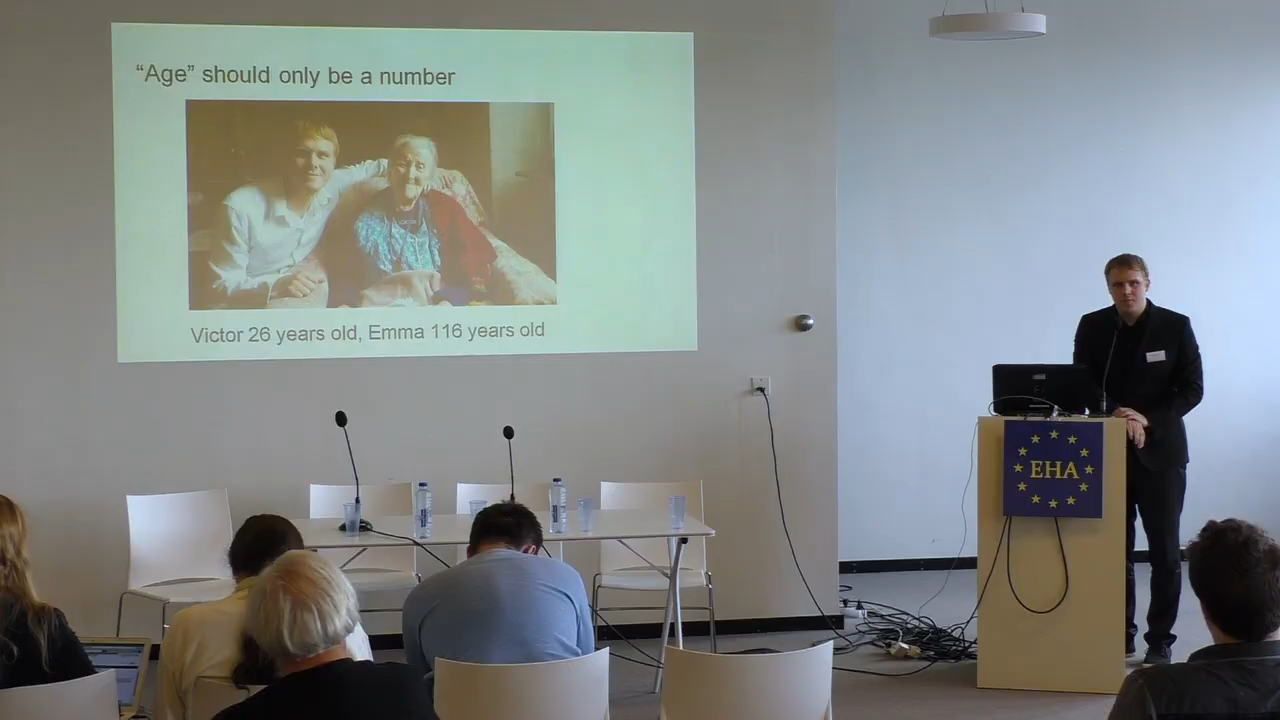 “Age” should only be a number
Victor 26 years old, Emma 116 years old
EHA